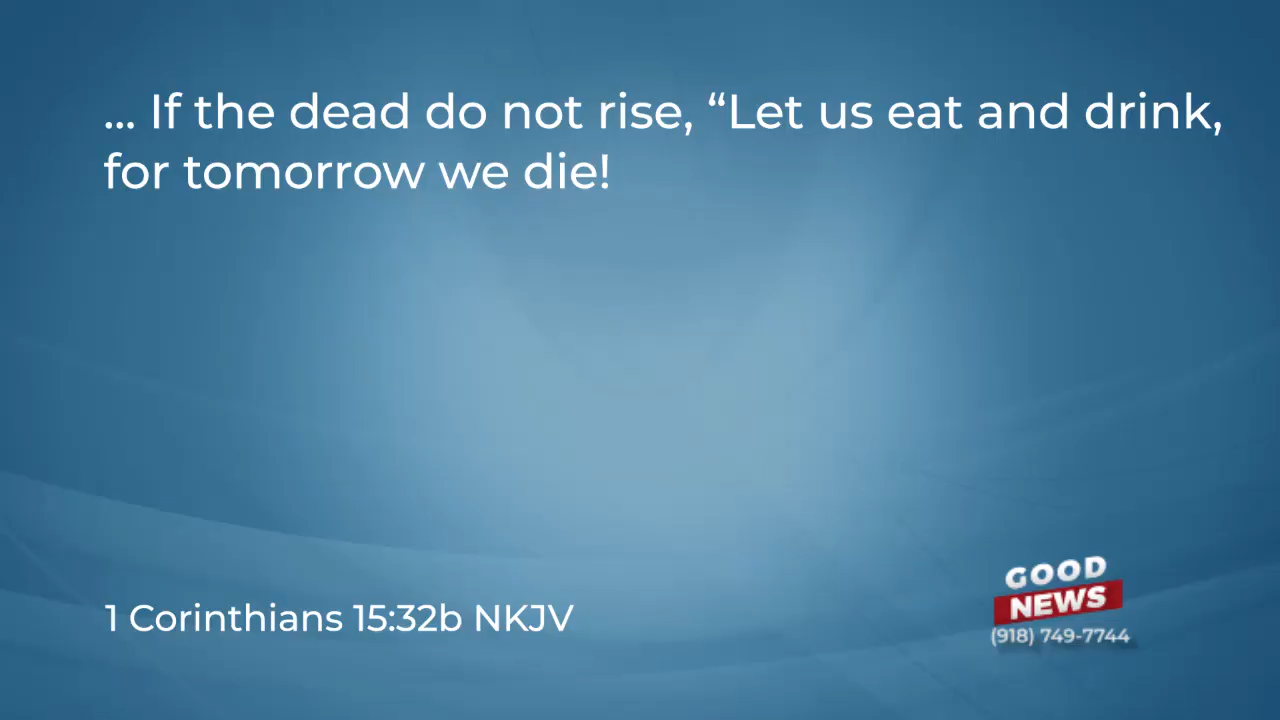 ... If the dead do not rise, “Let us eat and drink,
for tomorrow we die!
1 Corinthians 15:32b NKJV
GOOD
NEWS
(918) 749-7744